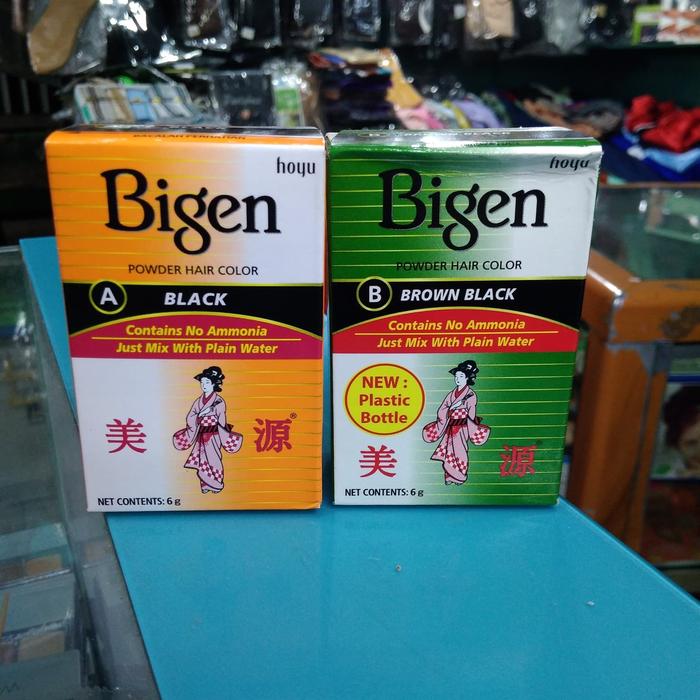 hoyu
Bigen
POWDER HAIR COLOR
A BLACK
Contains No Ammonia
Just Mix With Plain Water
美 源®
NET CONTENTS: 6 g
BROWN BLACK
hoyu
Bigen
POWDER HAIR COLOR
B BROWN BLACK
Contains No Ammonia
Just Mix With Plain Water
NEW :
Plastic
Bottle
美 源
NET CONTENTS: 6 g